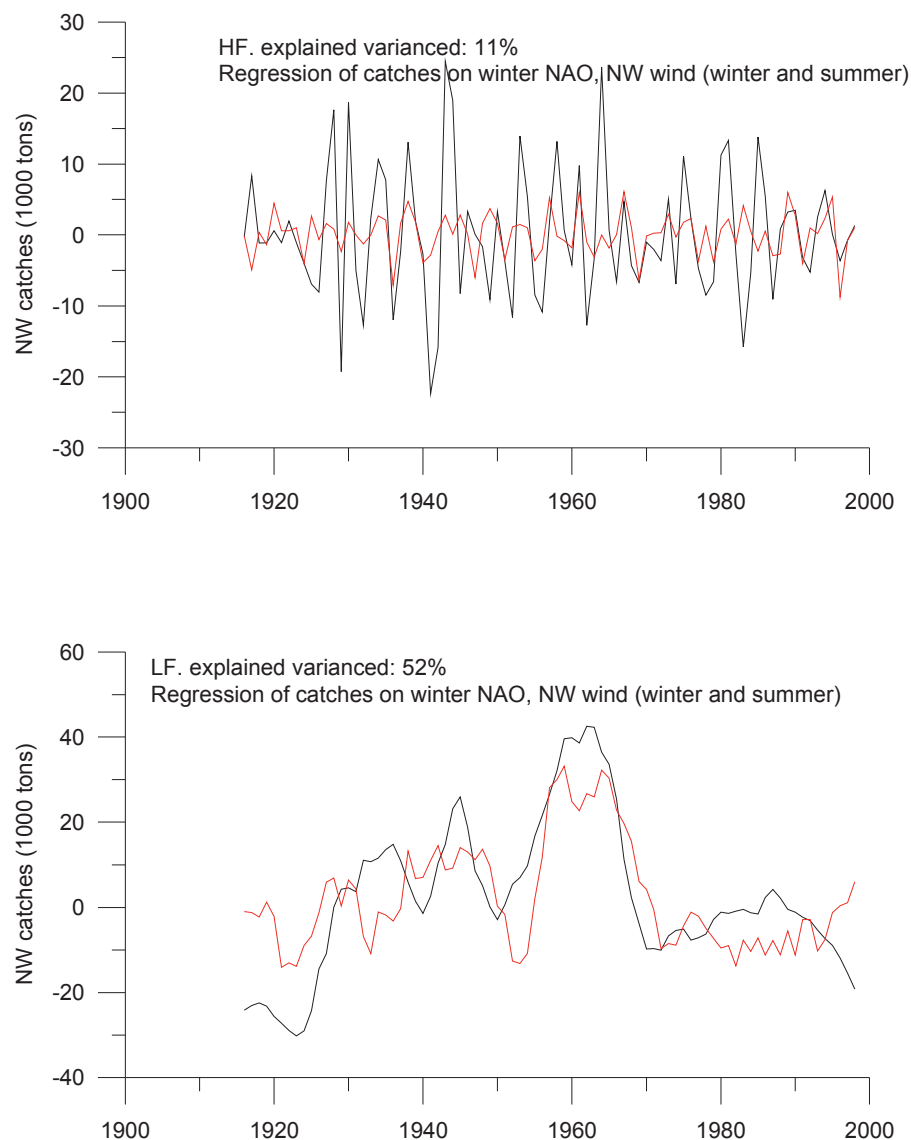 30
HF. explained varianced: 11%
Regression of catches on winter NAO, NW wind (winter and summer)
20
10
0
-10
-20
-30
NW catches (1000 tons)
1900 1920 1940 1960 1980 2000
60
LF. explained varianced: 52%
Regression of catches on winter NAO, NW wind (winter and summer)
40
20
0
-20
-40
NW catches (1000 tons)
1900 1920 1940 1960 1980 2000